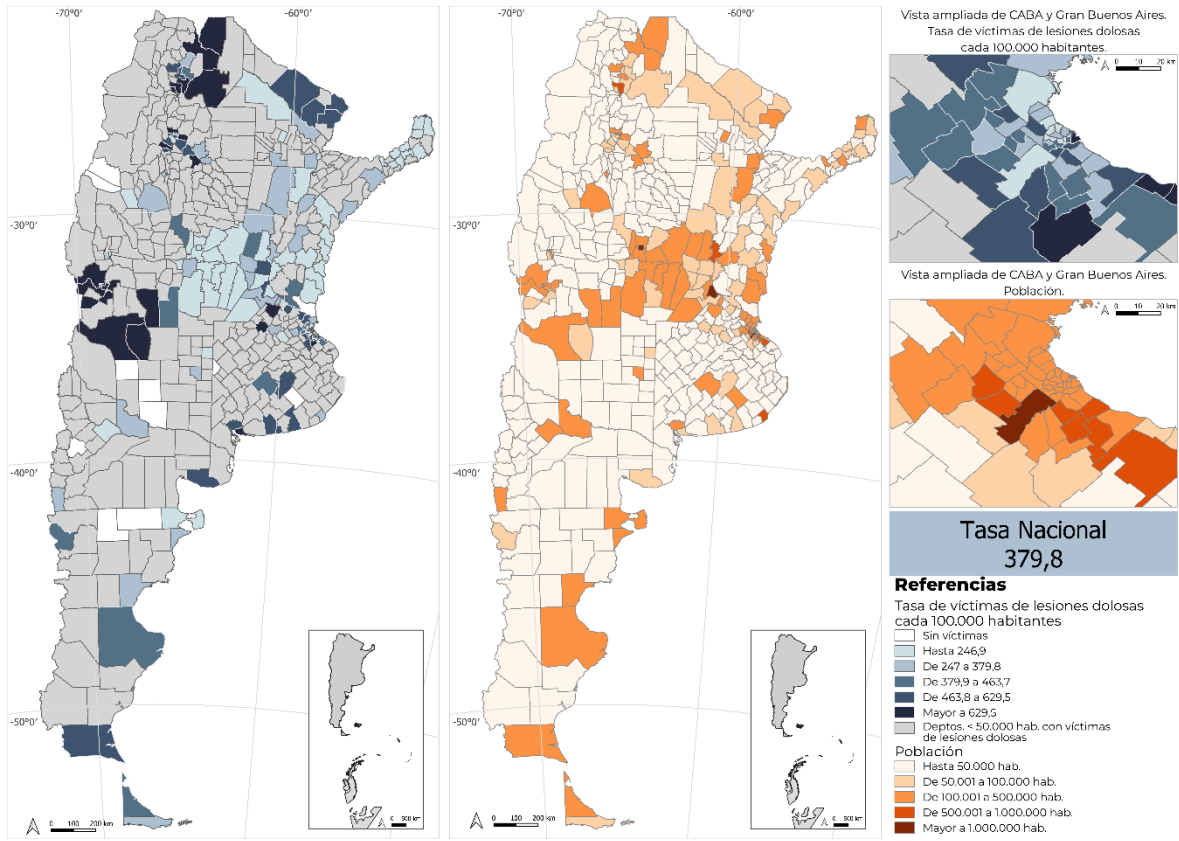 -70°0'
-60°0'
-30°0'
-40°0'
-50°0'
0 100 200 km
0 500 km
-70°0'
-60°0'
-30°0'
-40°0'
-50°0'
0 100 200 km
0 500 km
Vista ampliada de CABA y Gran Buenos Aires.
Tasa de víctimas de lesiones dolosas
cada 100.000 habitantes.
0 10 20 km
Vista ampliada de CABA y Gran Buenos Aires.
Población.
0 10 20 km
Tasa Nacional
379,8
Referencias
Tasa de víctimas de lesiones dolosas
cada 100.000 habitantes
Sin víctimas
Hasta 246,9
De 247 a 379,8
De 379,9 a 463,7
De 463,8 a 629,5
Mayor a 629,5
Deptos. < 50.000 hab. con víctimas
de lesiones dolosas
Población
Hasta 50.000 hab.
De 50.001 a 100.000 hab.
De 100.001 a 500.000 hab.
De 500.001 a 1.000.000 hab.
Mayor a 1.000.000 hab.